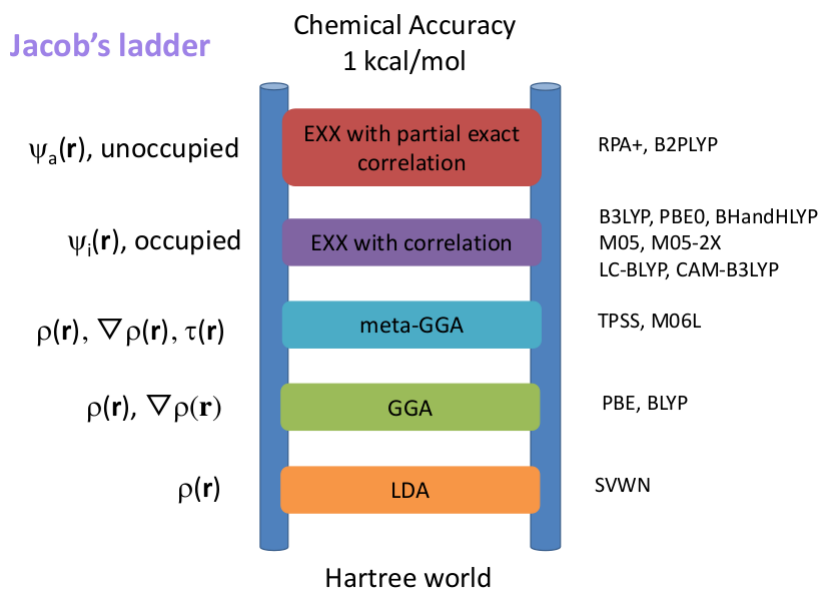 Jacob's ladder
Chemical Accuracy
1 kcal/mol
ψa(r), unoccupied
EXX with partial exact
correlation
RPA+, B2PLYP
ψi(r), occupied
EXX with correlation
B3LYP, PBE0, BHandHLYP
M05, M05-2X
LC-BLYP, CAM-B3LYP
ρ(r), ∇ρ(r), τ(r)
meta-GGA
TPSS, M06L
ρ(r), ∇ρ(r)
GGA
PBE, BLYP
ρ(r)
LDA
SVWN
Hartree world